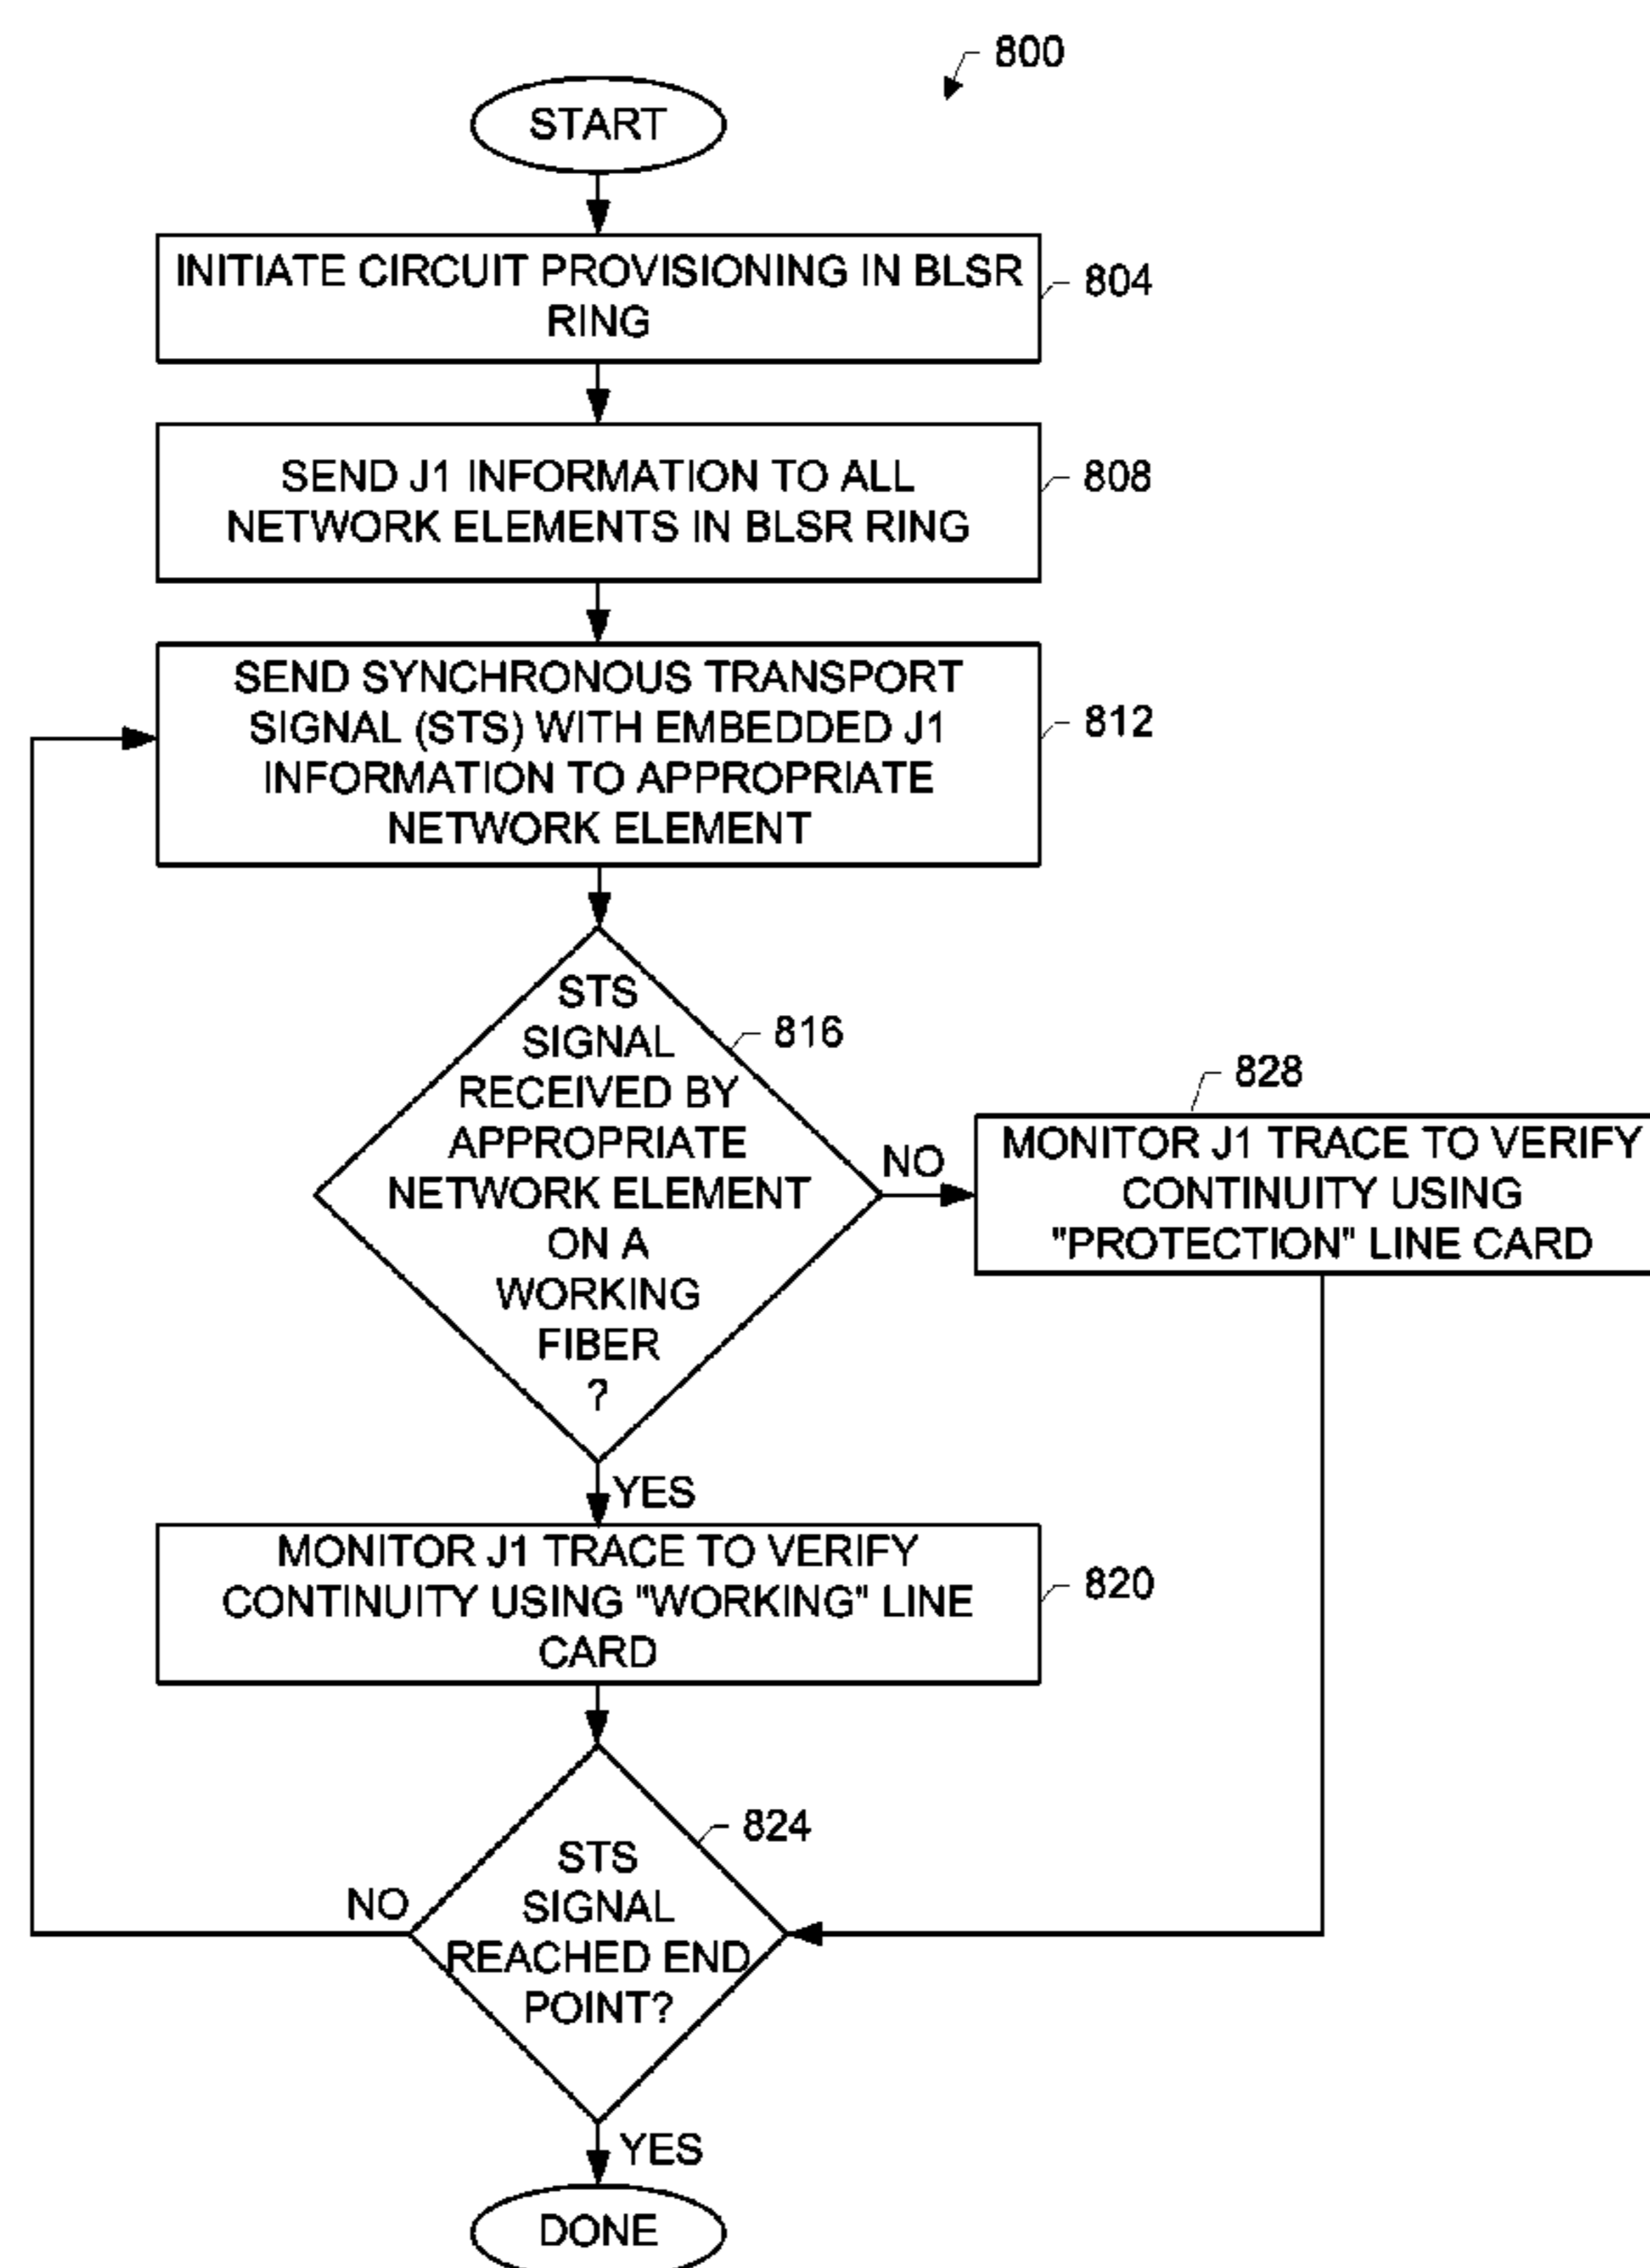 800
START
INITIATE CIRCUIT PROVISIONING IN BLSR
RING
804
SEND J1 INFORMATION TO ALL
NETWORK ELEMENTS IN BLSR RING
808
SEND SYNCHRONOUS TRANSPORT
SIGNAL (STS) WITH EMBEDDED J1
INFORMATION TO APPROPRIATE
NETWORK ELEMENT
812
STS
SIGNAL
RECEIVED BY
APPROPRIATE
NETWORK ELEMENT
ON A
WORKING
FIBER
?
816
NO
828
MONITOR J1 TRACE TO VERIFY
CONTINUITY USING
"PROTECTION" LINE CARD
YES
MONITOR J1 TRACE TO VERIFY
CONTINUITY USING "WORKING" LINE
CARD
820
STS
SIGNAL
REACHED END
POINT?
824
NO
YES
DONE